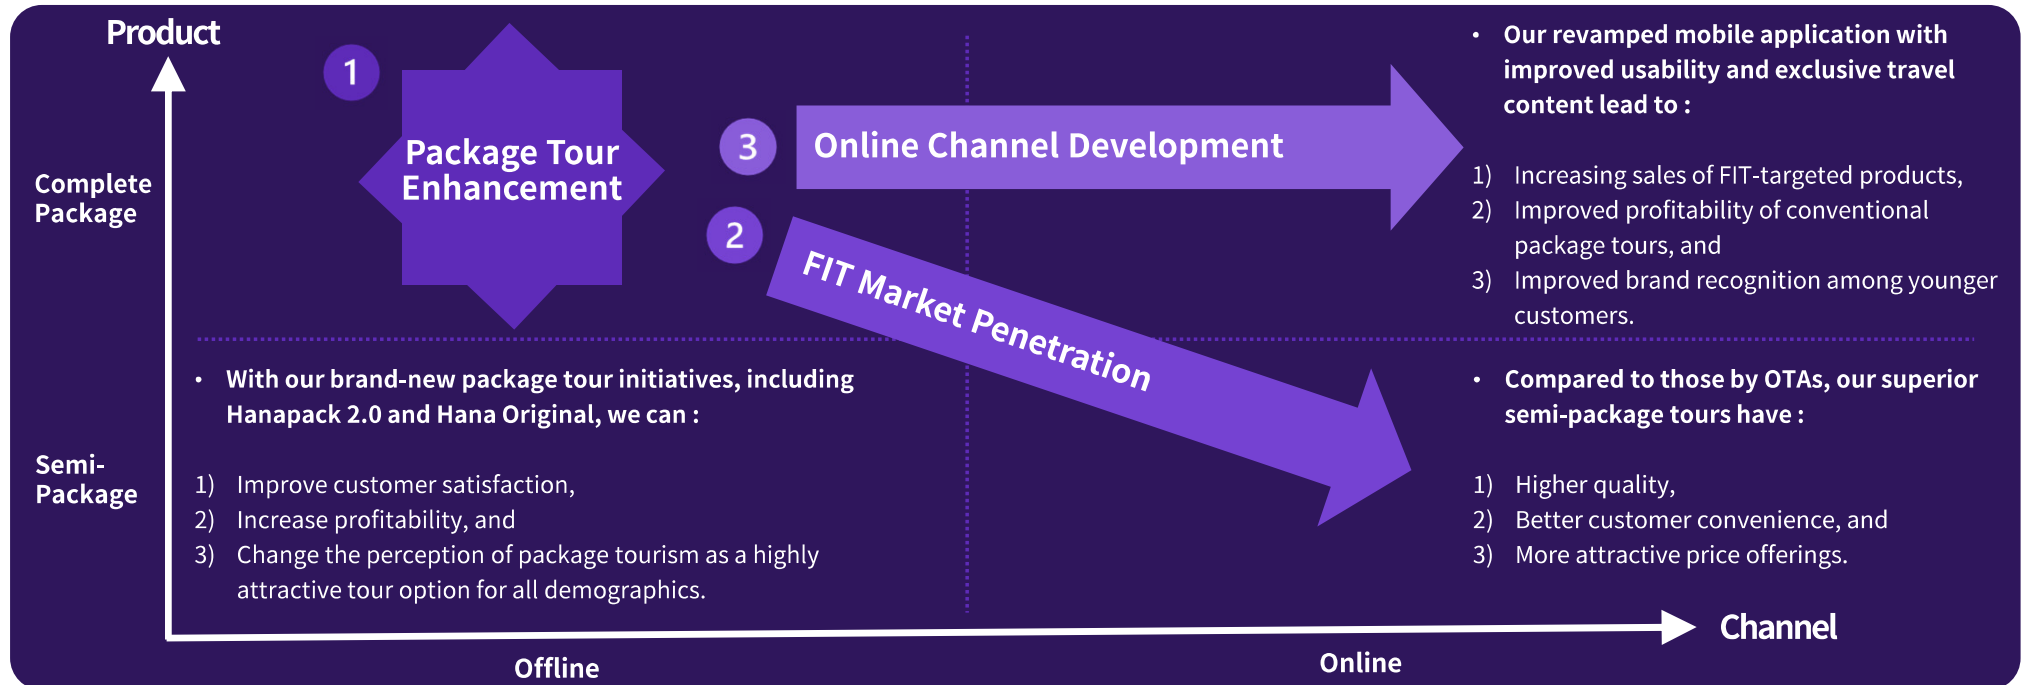 Product
Complete
Package
Semi-
Package
1
Package Tour
Enhancement
3
Online Channel Development
2
FIT Market Penetration
• Our revamped mobile application with
improved usability and exclusive travel
content lead to :
1) Increasing sales of FIT-targeted products,
2) Improved profitability of conventional
package tours, and
3) Improved brand recognition among younger
customers.
• With our brand-new package tour initiatives, including
Hanapack 2.0 and Hana Original, we can :
1) Improve customer satisfaction,
2) Increase profitability, and
3) Change the perception of package tourism as a highly
attractive tour option for all demographics.
• Compared to those by OTAs, our superior
semi-package tours have :
1) Higher quality,
2) Better customer convenience, and
3) More attractive price offerings.
Channel
Offline
Online